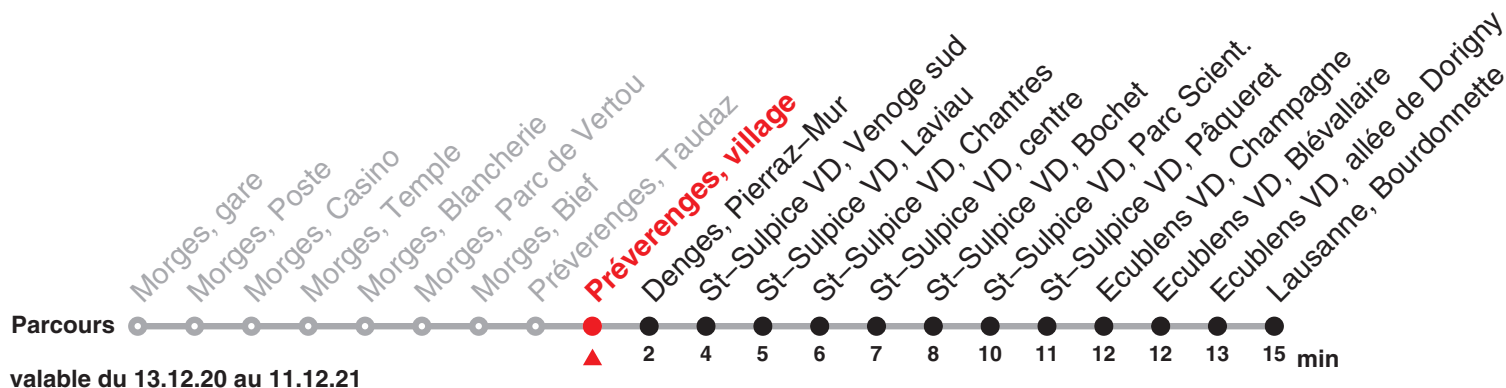 Morges, gare
Morges, Poste
Morges, Casino
Morges, Temple
Morges, Blancherie
Morges, Parc de Vertou
Morges, Bief
Préverenges, Taudaz
Préverenges, village
Denges, Pierraz–Mur
St–Sulpice VD, Venoge sud
St–Sulpice VD, Laviau
St–Sulpice VD, Chantres
St–Sulpice VD, centre
St–Sulpice VD, Bochet
St–Sulpice VD, Parc Scient.
St–Sulpice VD, Pâqueret
Ecublens VD, Champagne
Ecublens VD, Blévallaire
Ecublens VD, allée de Dorigny
Lausanne, Bourdonnette
Parcours
2 4 5 6 7 8 10 11 12 12 13 15 min
valable du 13.12.20 au 11.12.21